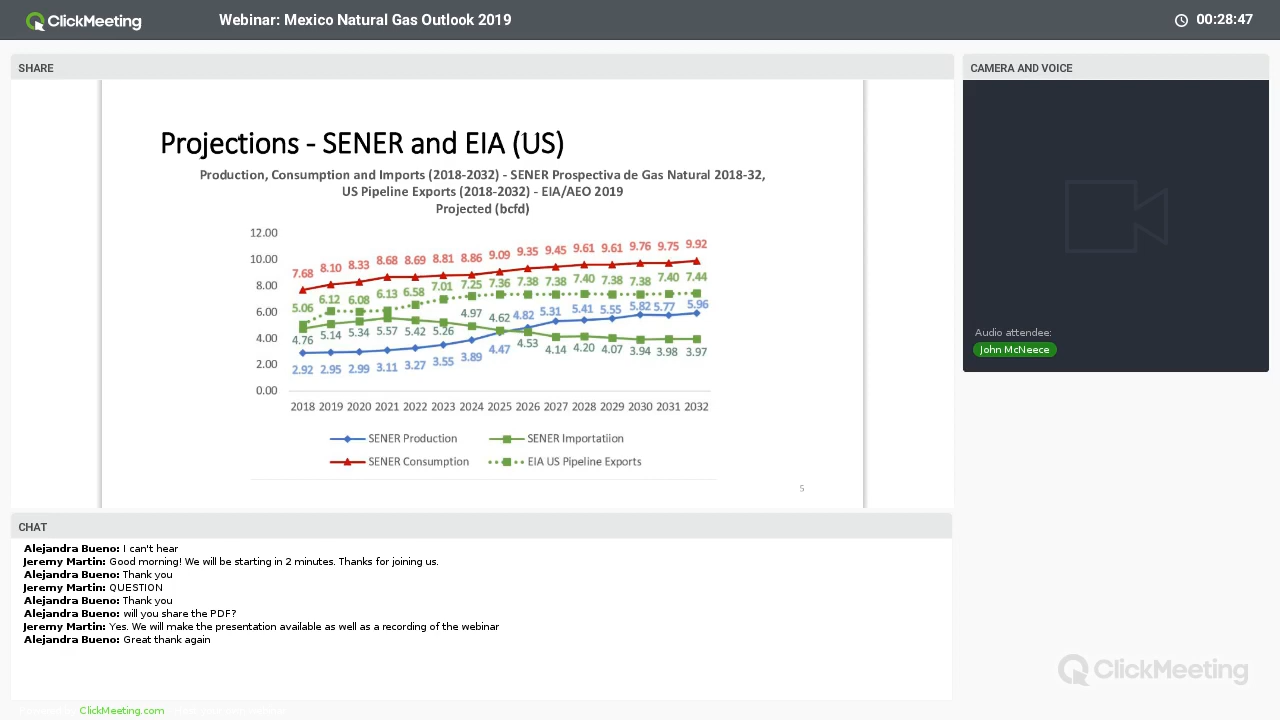 ClickMeeting
Webinar: Mexico Natural Gas Outlook 2019
00:28:47
SHARE
Projections - SENER and EIA (US)
Production, Consumption and Imports (2018-2032) - SENER Prospectiva de Gas Natural 2018-32,
US Pipeline Exports (2018-2032) - EIA/AEO 2019
Projected (bcfd)
12.00
10.00
8.00
6.00
4.00
2.00
0.00
7.68 8.10 8.33 8.68 8.69 8.81 8.86 9.09 9.35 9.45 9.61 9.61 9.76 9.75 9.92
5.06 6.12 6.08 6.13 6.58 7.01 7.25 7.36 7.38 7.38 7.40 7.38 7.38 7.40 7.44
4.76 5.14 5.34 5.57 5.42 5.26 4.97 4.62 4.53 4.14 4.20 4.07 3.94 3.98 3.97
2.92 2.95 2.99 3.11 3.27 3.55 3.89 4.47 4.82 5.31 5.41 5.55 5.82 5.77 5.96
2018 2019 2020 2021 2022 2023 2024 2025 2026 2027 2028 2029 2030 2031 2032
SENER Production
SENER Importatiion
SENER Consumption
EIA US Pipeline Exports
5
CAMERA AND VOICE
Audio attendee:
John McNeece
CHAT
Alejandra Bueno: I can't hear
Jeremy Martin: Good morning! We will be starting in 2 minutes. Thanks for joining us.
Alejandra Bueno: Thank you
Jeremy Martin: QUESTION
Alejandra Bueno: Thank you
Alejandra Bueno: will you share the PDF?
Jeremy Martin: Yes. We will make the presentation available as well as a recording of the webinar
Alejandra Bueno: Great thank again
ClickMeeting
ClickMeeting.com